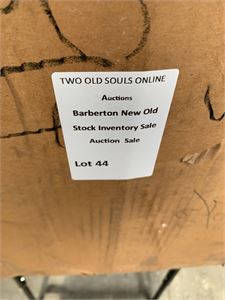 TWO OLD SOULS ONLINE
Auctions
Barberton New Old
Stock Inventory Sale
Auction Sale
Lot 44